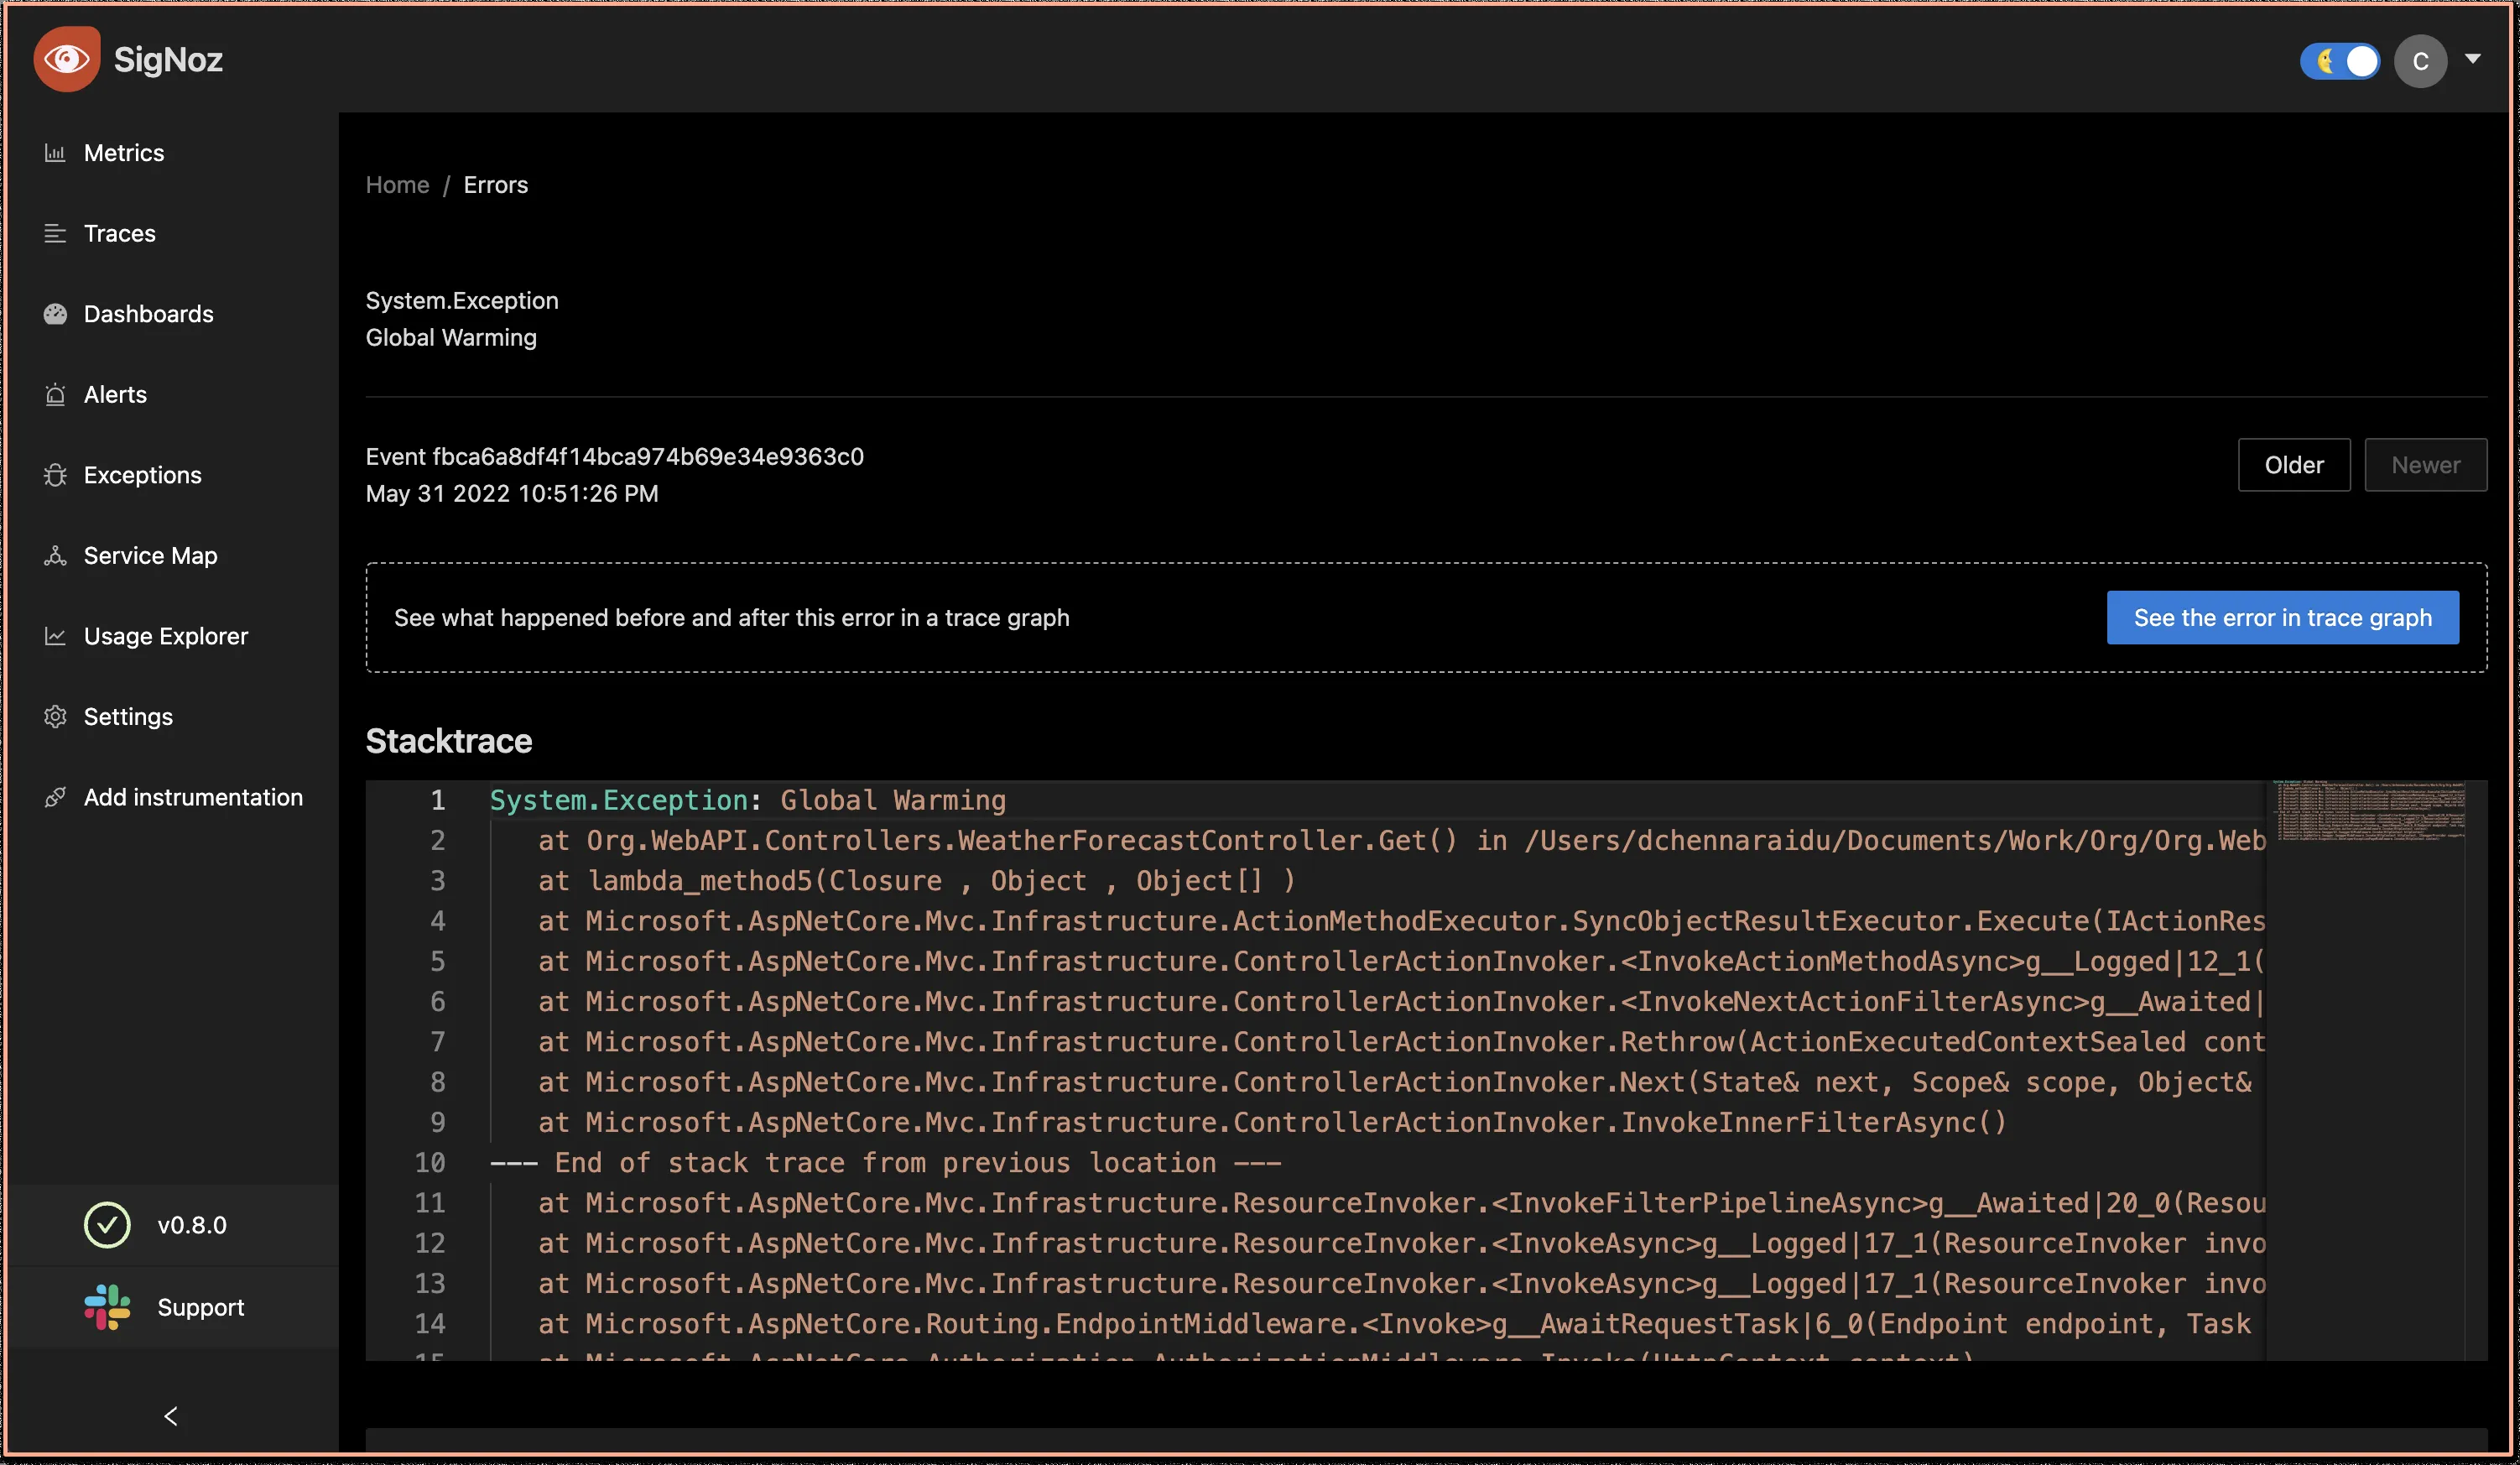 SigNoz
C
Metrics
Traces
Dashboards
Alerts
Exceptions
Service Map
Usage Explorer
Settings
Add instrumentation
v0.8.0
Support
Home / Errors
System.Exception
Global Warming
Event fbca6a8df4f14bca974b69e34e9363c0
May 31 2022 10:51:26 PM
Older
Newer
See what happened before and after this error in a trace graph
See the error in trace graph
Stacktrace
1 System.Exception: Global Warming
2 at Org.WebAPI.Controllers.WeatherForecastController.Get() in /Users/dchennaraidu/Documents/Work/Org/Org.Web
3 at lambda_method5(Closure , Object , Object[] )
4 at Microsoft.AspNetCore.Mvc.Infrastructure.ActionMethodExecutor.SyncObjectResultExecutor.Execute(IActionRes
5 at Microsoft.AspNetCore.Mvc.Infrastructure.ControllerActionInvoker.<InvokeActionMethodAsync>g__Logged|12_1(
6 at Microsoft.AspNetCore.Mvc.Infrastructure.ControllerActionInvoker.<InvokeNextActionFilterAsync>g__Awaited|
7 at Microsoft.AspNetCore.Mvc.Infrastructure.ControllerActionInvoker.Rethrow(ActionExecutedContextSealed cont
8 at Microsoft.AspNetCore.Mvc.Infrastructure.ControllerActionInvoker.Next(State& next, Scope& scope, Object&
9 at Microsoft.AspNetCore.Mvc.Infrastructure.ControllerActionInvoker.InvokeInnerFilterAsync()
10 --- End of stack trace from previous location ---
11 at Microsoft.AspNetCore.Mvc.Infrastructure.ResourceInvoker.<InvokeFilterPipelineAsync>g__Awaited|20_0(Resou
12 at Microsoft.AspNetCore.Mvc.Infrastructure.ResourceInvoker.<InvokeAsync>g__Logged|17_1(ResourceInvoker invo
13 at Microsoft.AspNetCore.Mvc.Infrastructure.ResourceInvoker.<InvokeAsync>g__Logged|17_1(ResourceInvoker invo
14 at Microsoft.AspNetCore.Routing.EndpointMiddleware.<Invoke>g__AwaitRequestTask|6_0(Endpoint endpoint, Task
15 at Microsoft.AspNetCore.Authorization.AuthorizationMiddleware.Invoke(HttpContext context)